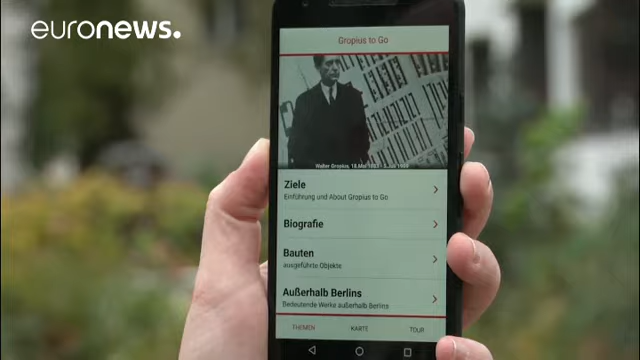 euronews.
Gropius to Go
Walter Gropius, 18. Mai 1883 - 5. Juli 1969
Ziele
Einführung und About Gropius to Go
Biografie
Bauten
ausgeführte Objekte
Außerhalb Berlins
Bedeutende Werke außerhalb Berlins
THEMEN
KARTE
TOUR